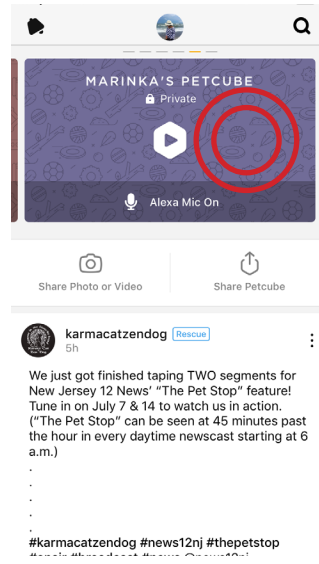 MARINKA'S PETCUBE
Private
Alexa Mic On
Share Photo or Video
Share Petcube
karmacatzendog Rescue
5h
We just got finished taping TWO segments for
New Jersey 12 News' “The Pet Stop” feature!
Tune in on July 7 & 14 to watch us in action.
(“The Pet Stop” can be seen at 45 minutes past
the hour in every daytime newscast starting at 6
a.m.)
.
.
.
.
.
#karmacatzendog #news12nj #thepetstop